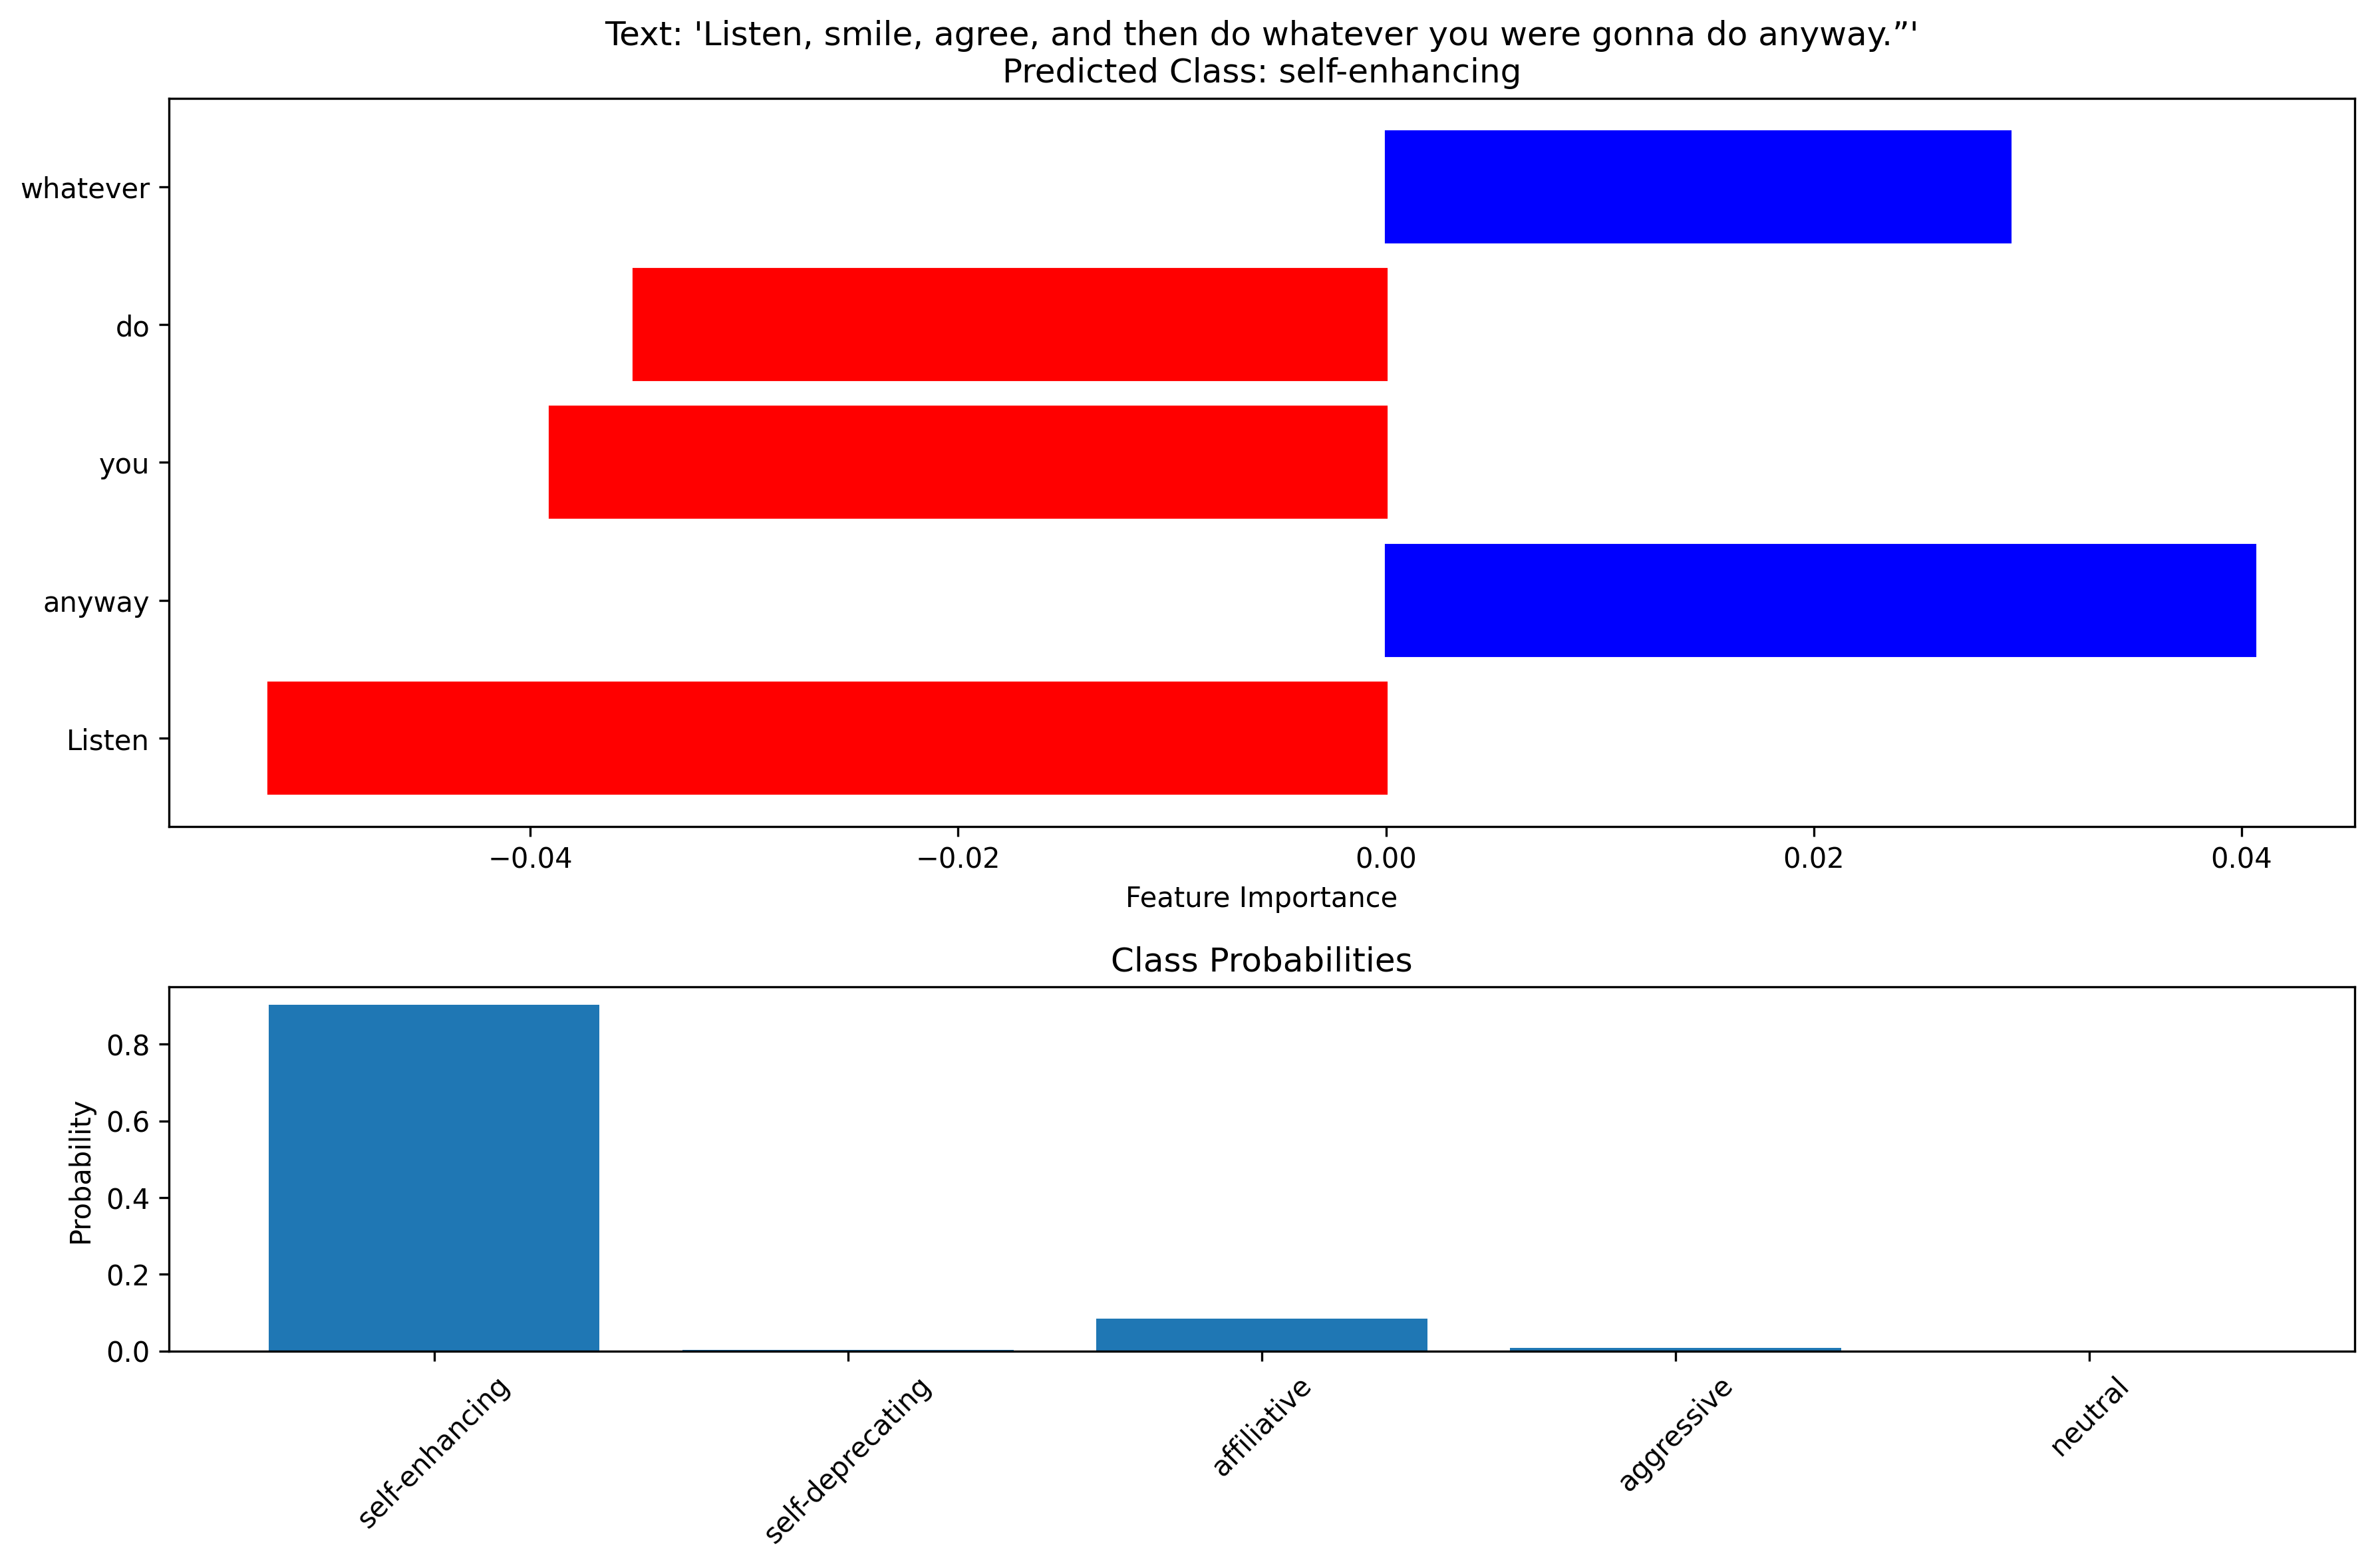 Text: 'Listen, smile, agree, and then do whatever you were gonna do anyway.”'
Predicted Class: self-enhancing
whatever
do
you
anyway
Listen
−0.04
−0.02
0.00
0.02
0.04
Feature Importance
Class Probabilities
Probability
0.8
0.6
0.4
0.2
0.0
self-enhancing
self-deprecating
affiliative
aggressive
neutral